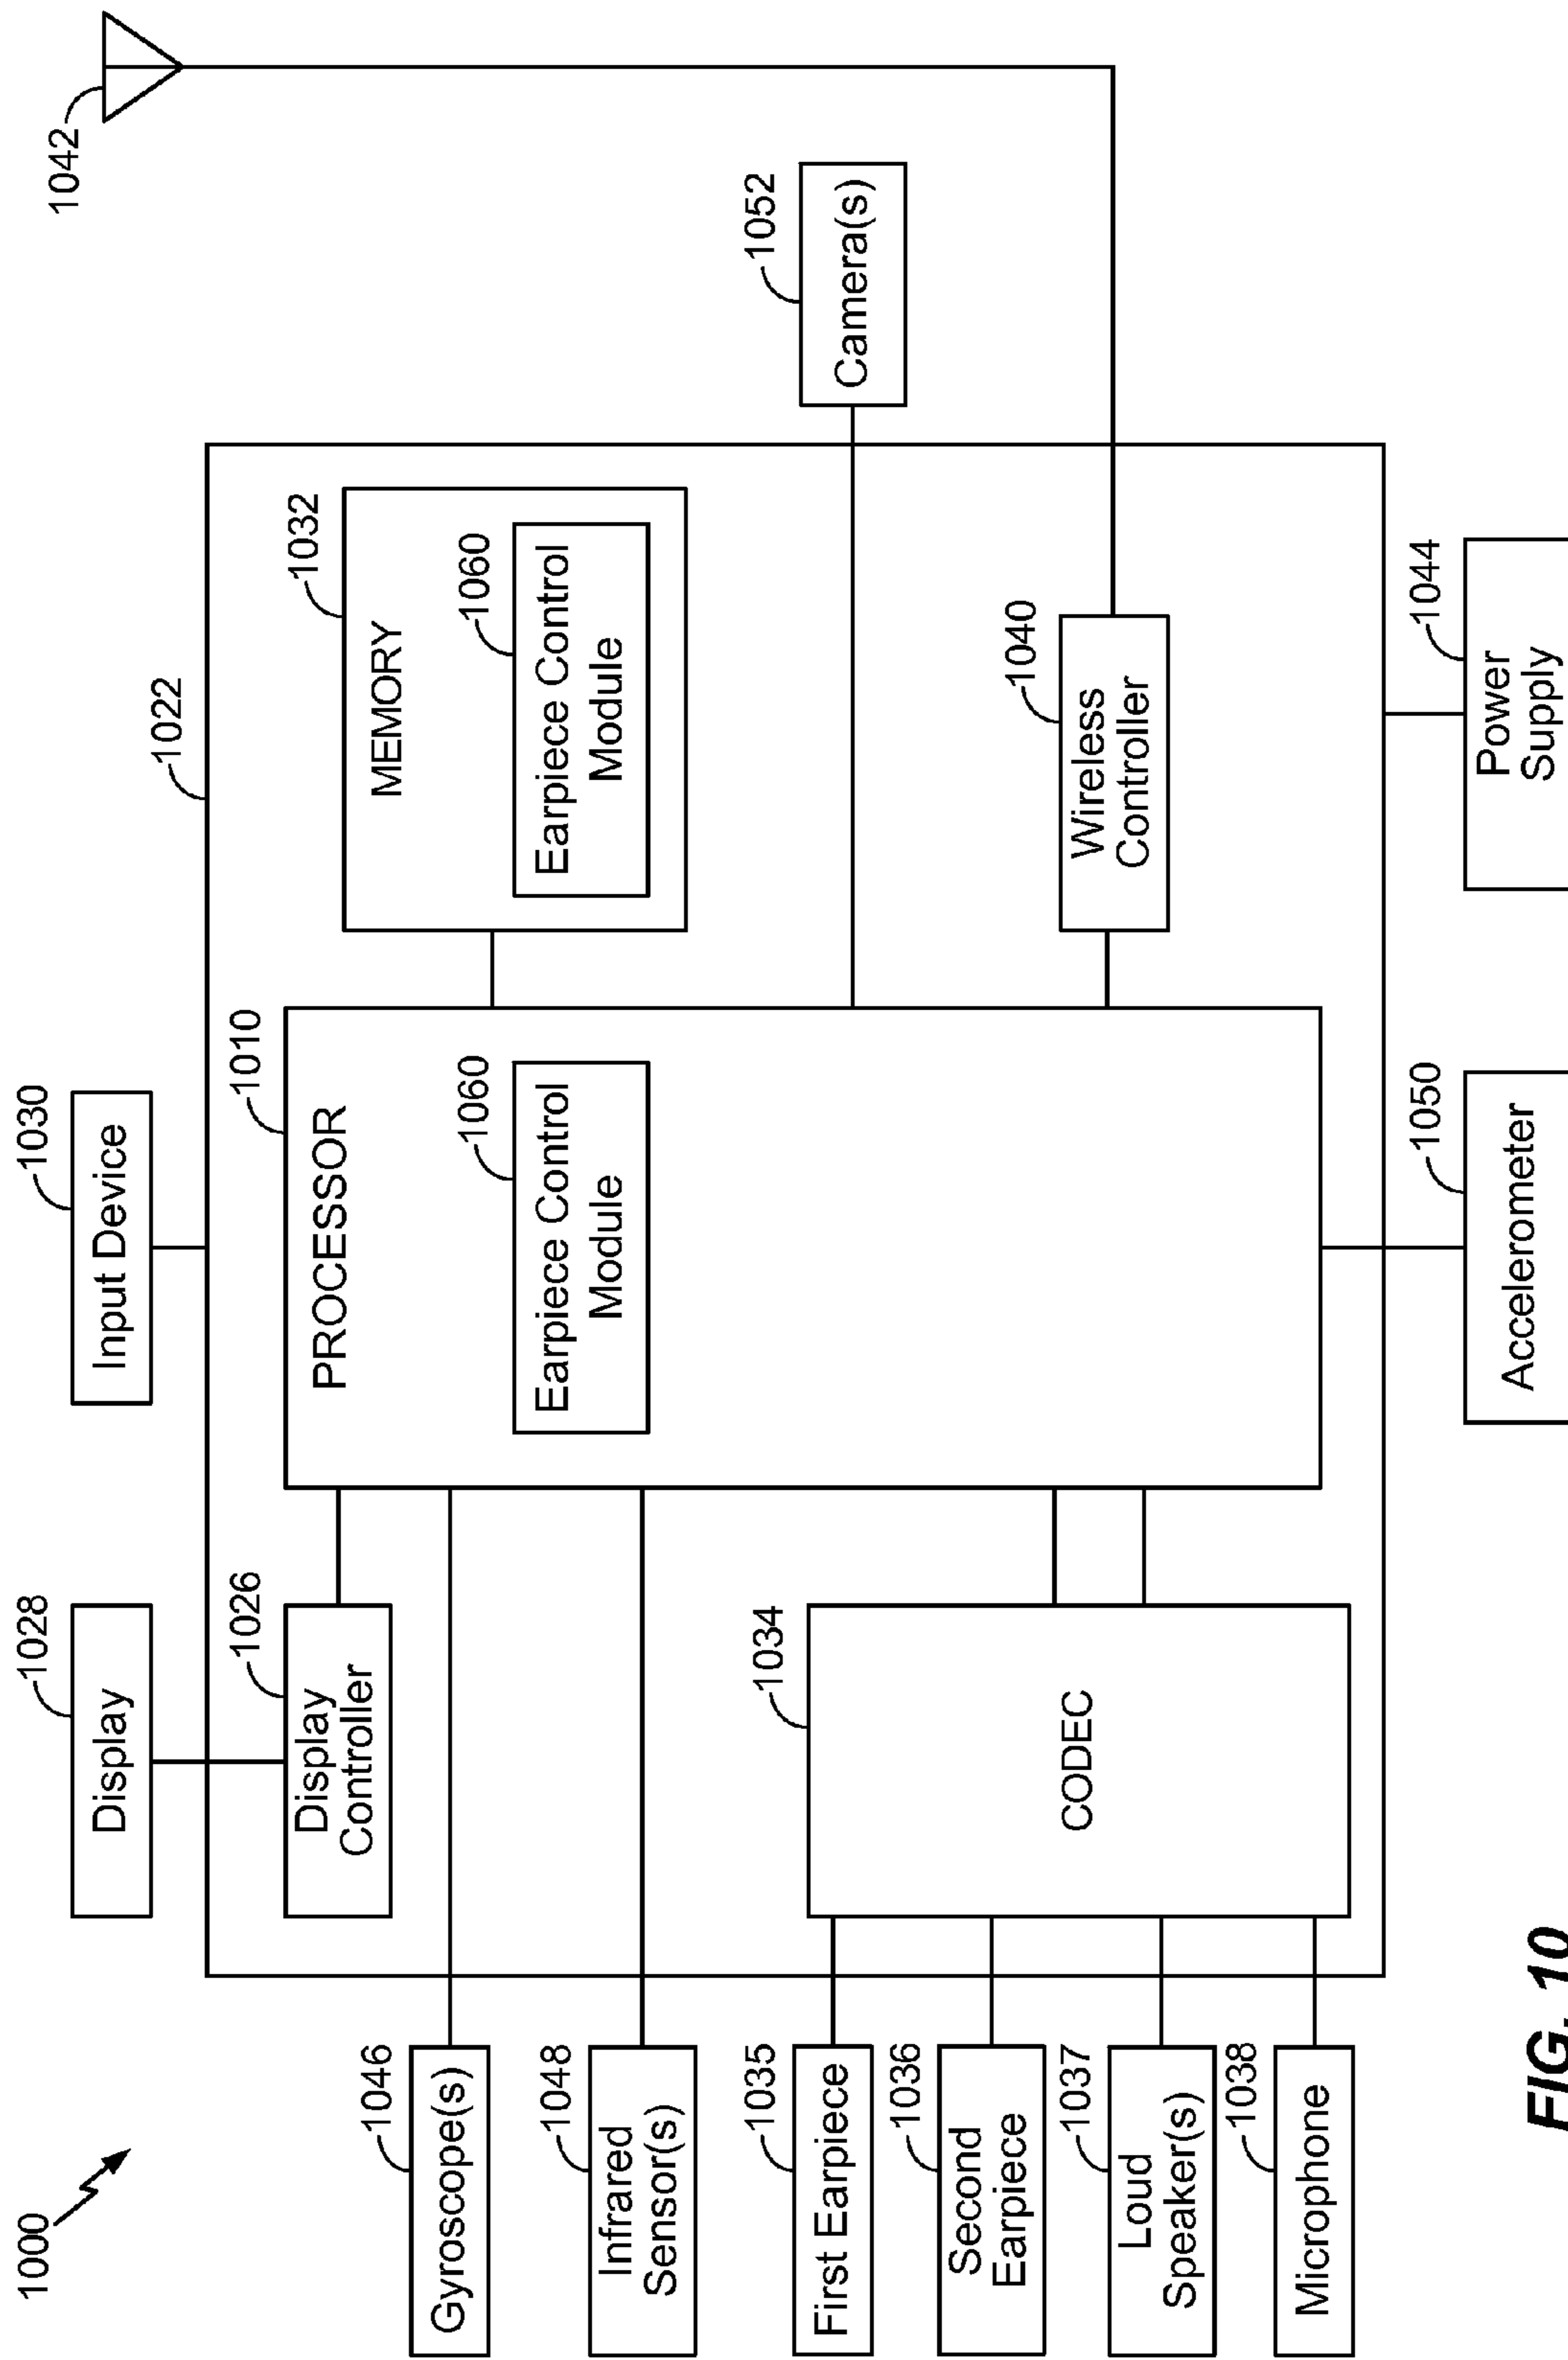 1000
1028
Display
1030
Input Device
1042
1022
1026
Display
Controller
1010
PROCESSOR
1060
Earpiece Control
Module
1032
MEMORY
1060
Earpiece Control
Module
1046
Gyroscope(s)
1048
Infrared
Sensor(s)
1052
Camera(s)
1034
CODEC
1035
First Earpiece
1036
Second
Earpiece
1037
Loud
Speaker(s)
1038
Microphone
1040
Wireless
Controller
1050
Accelerometer
1044
Power
Supply
FIG. 10